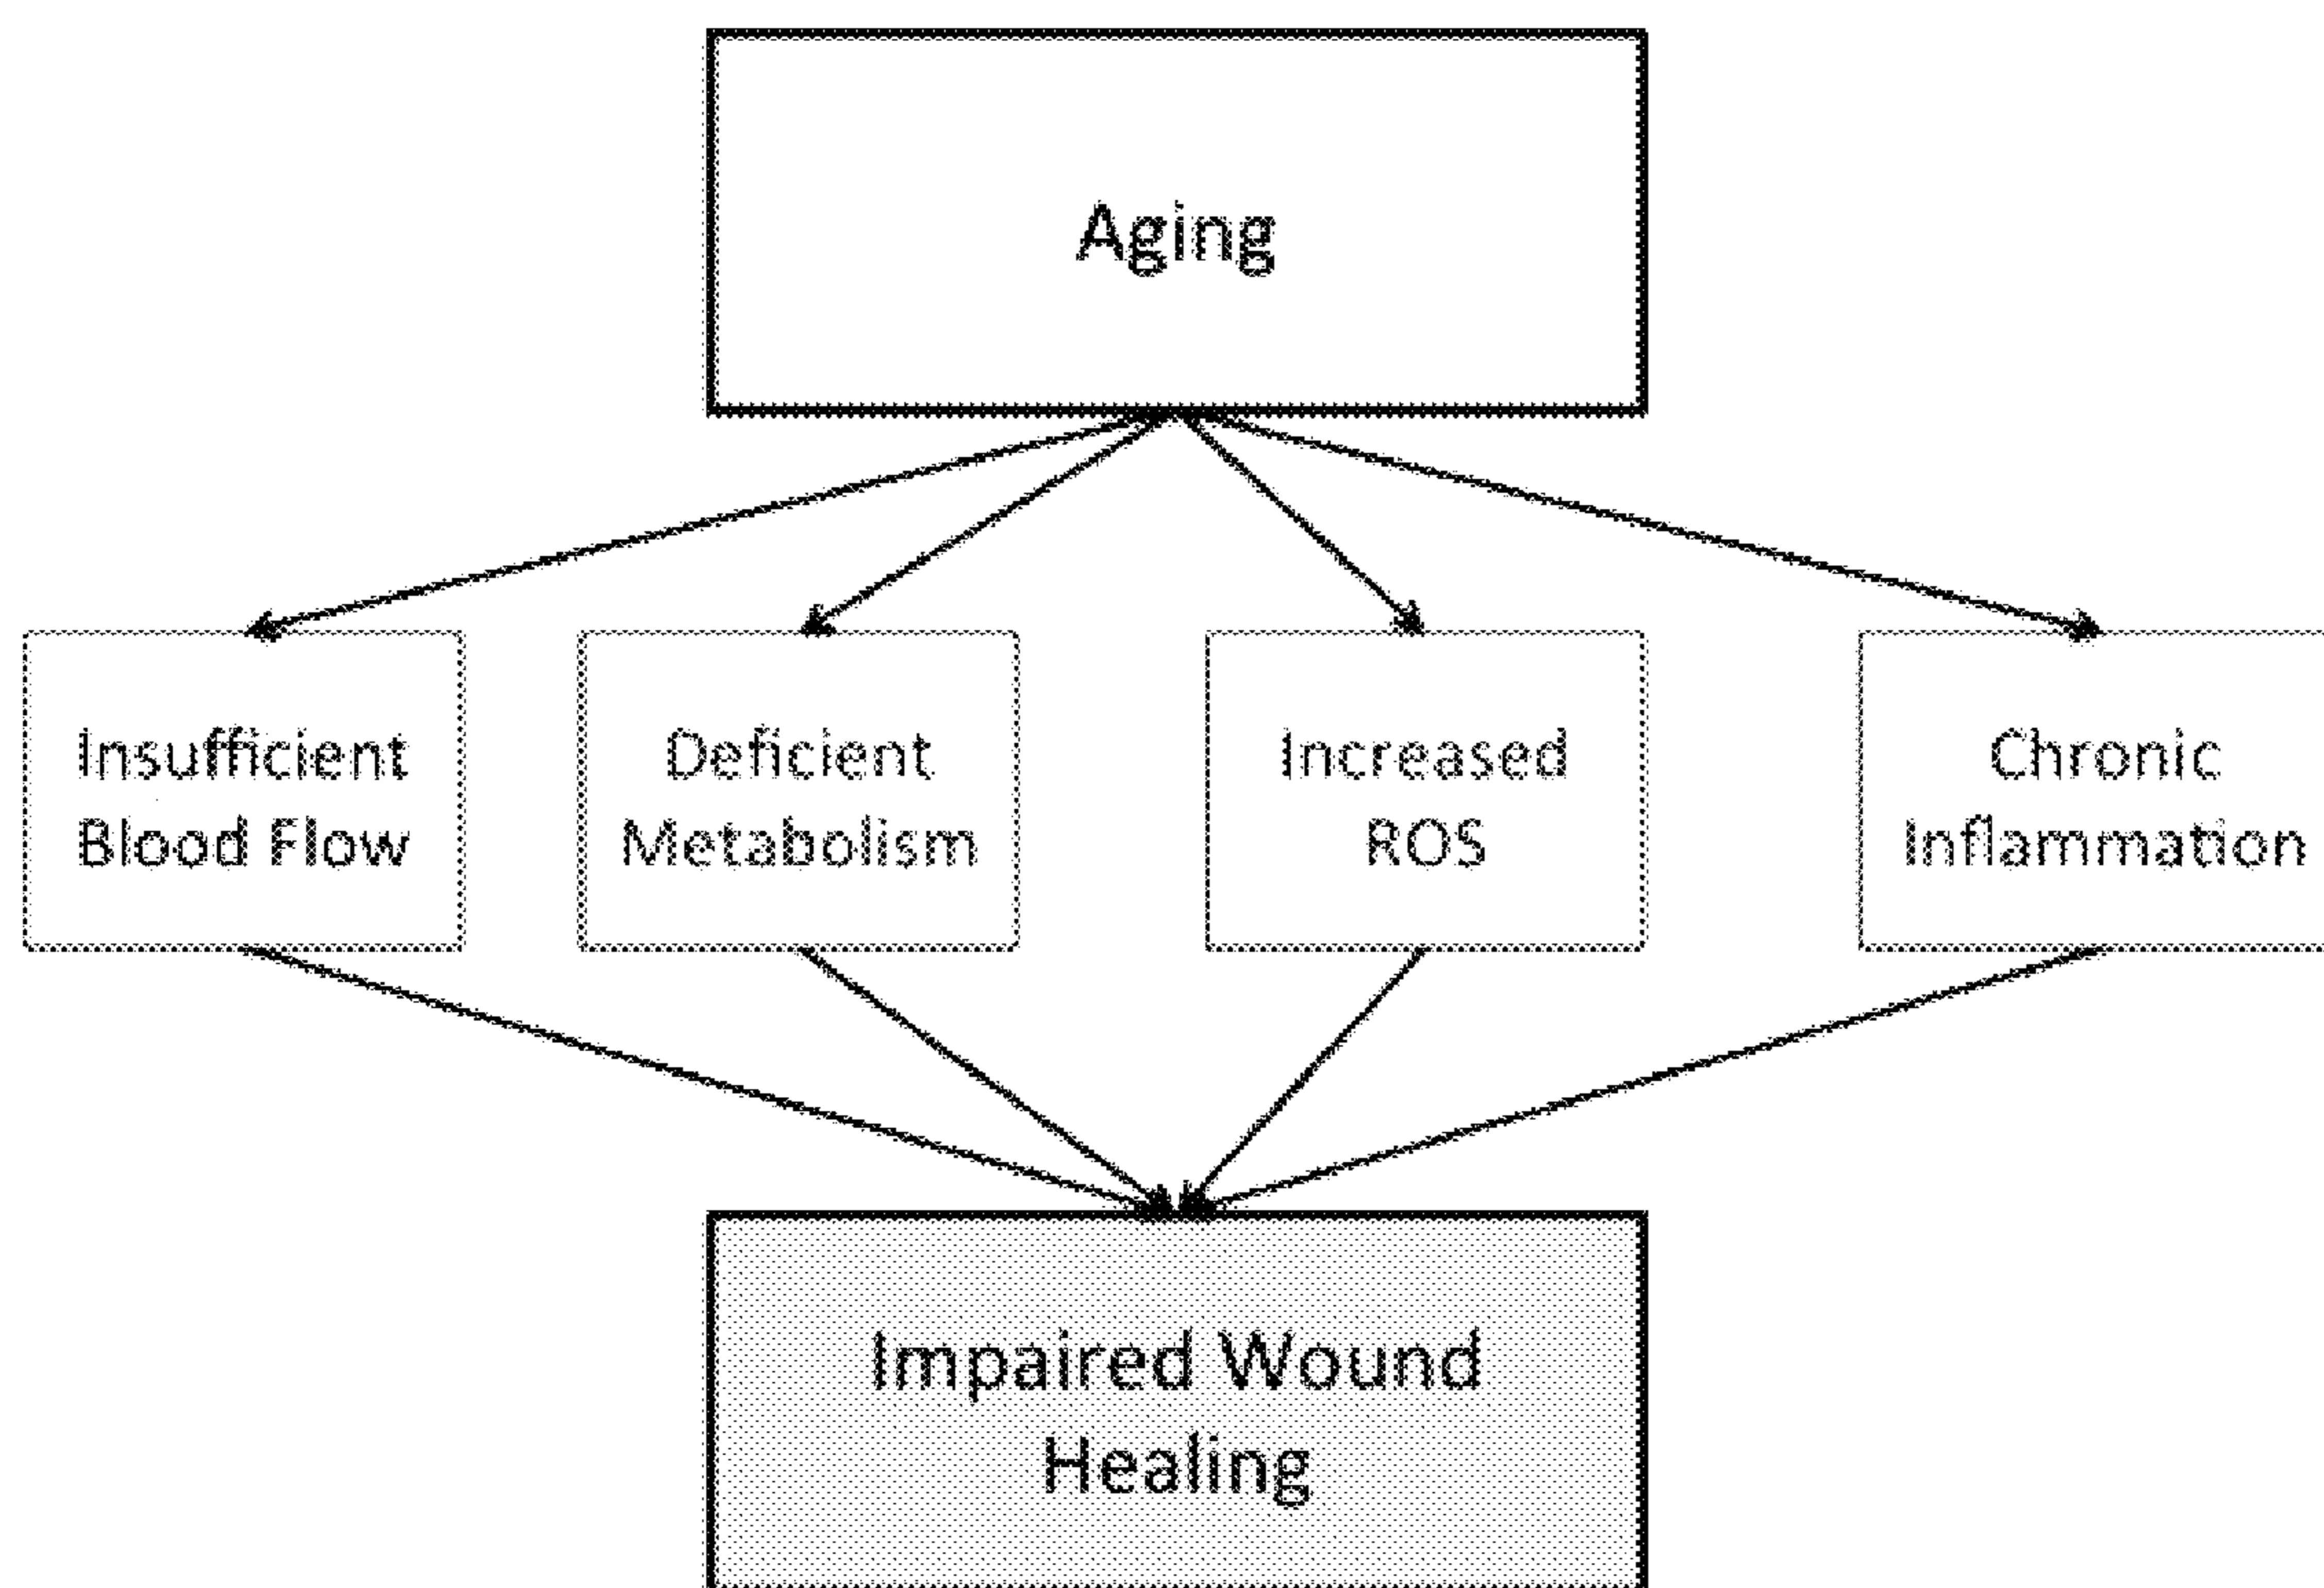 Aging
Insufficient
Blood Flow
Deficient
Metabolism
Increased
ROS
Chronic
Inflammation
Impaired Wound
Healing